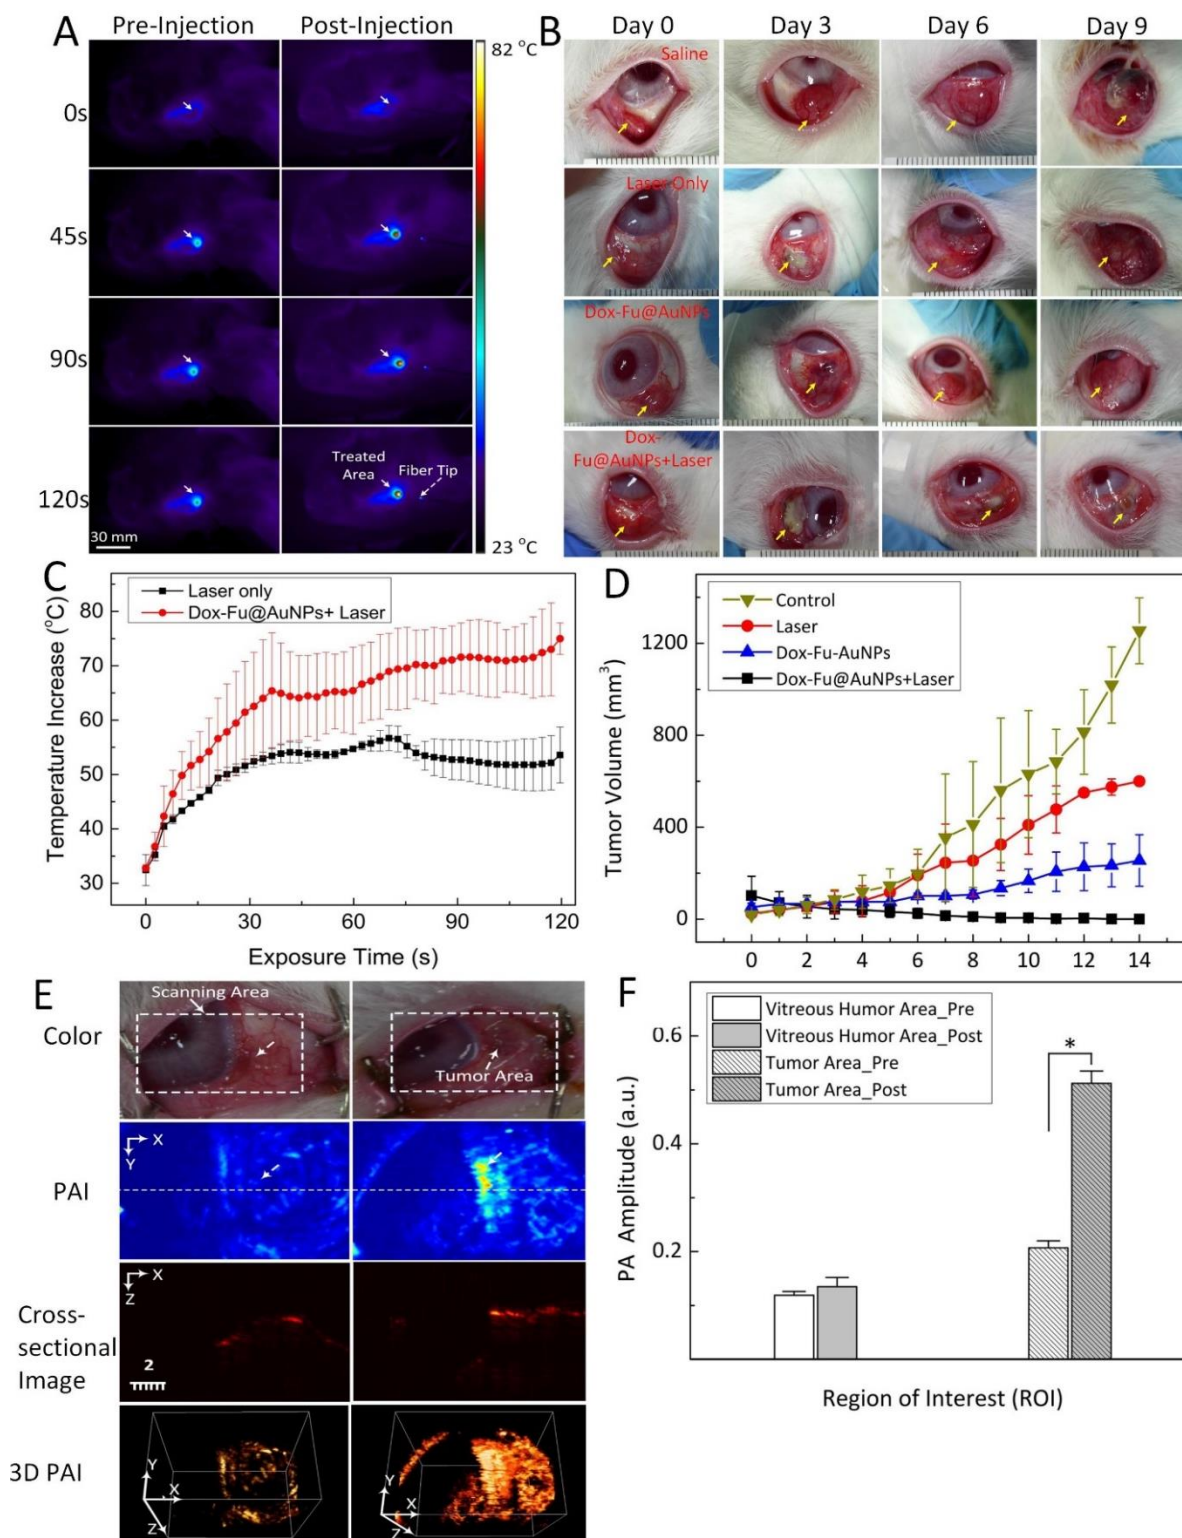 A
Pre-Injection Post-Injection
82 °C
0s
45s
90s
120s
Treated
Area
Fiber Tip
30 mm
23 °C
B
Day 0 Day 3 Day 6 Day 9
Saline
Laser Only
Dox-Fu@AuNPs
Dox-
Fu@AuNPs+Laser
C
Laser only
Dox-Fu@AuNPs+ Laser
Temperature Increase (°C)
80
70
60
50
40
30
0 30 60 90 120
Exposure Time (s)
D
Control
Laser
Dox-Fu-AuNPs
Dox-Fu@AuNPs+Laser
Tumor Volume (mm³)
1200
800
400
0
0 2 4 6 8 10 12 14
E
Color
Scanning Area
Tumor Area
PAI
X
Y
Cross-
sectional
Image
X
Z
2
3D PAI
Y
X
Z
Y
X
Z
F
Vitreous Humor Area_Pre
Vitreous Humor Area_Post
Tumor Area_Pre
Tumor Area_Post
*
PA Amplitude (a.u.)
0.6
0.4
0.2
Region of Interest (ROI)